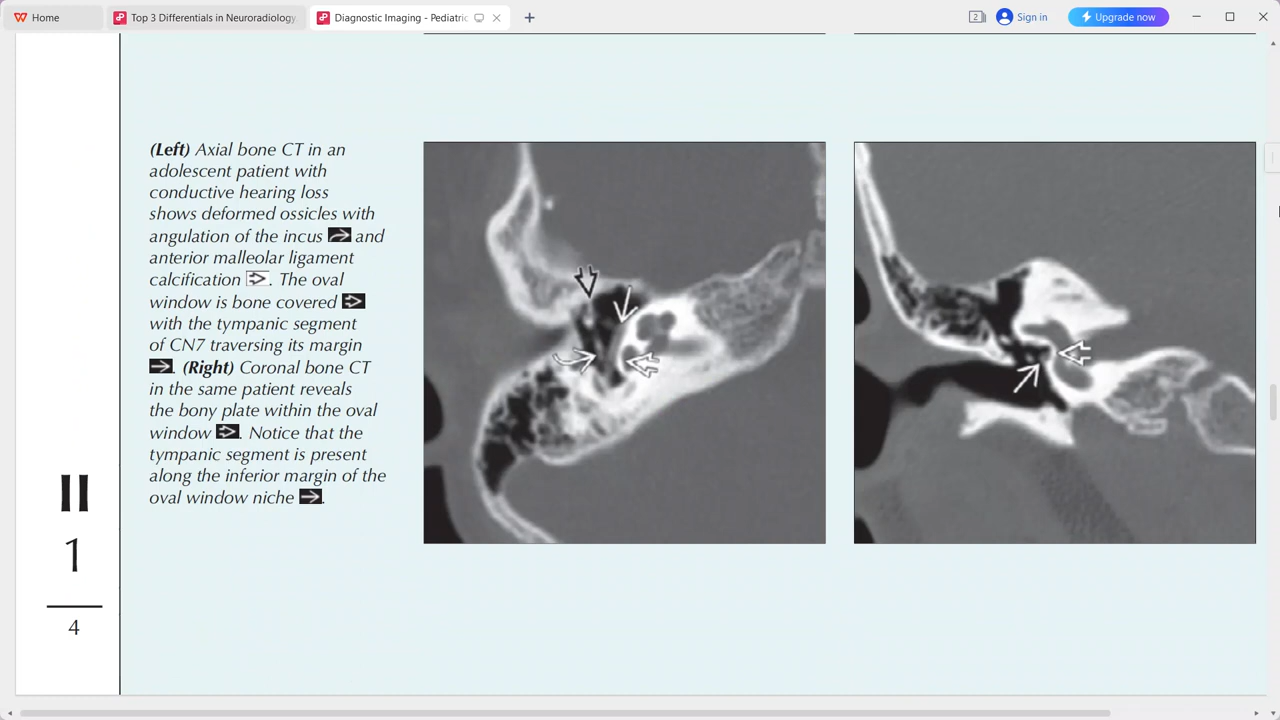 Home
Top 3 Differentials in Neuroradiology.
Diagnostic Imaging - Pediatric
2
Sign in
Upgrade now
(Left) Axial bone CT in an
adolescent patient with
conductive hearing loss
shows deformed ossicles with
angulation of the incus and
anterior malleolar ligament
calcification . The oval
window is bone covered
with the tympanic segment
of CN7 traversing its margin
. (Right) Coronal bone CT
in the same patient reveals
the bony plate within the oval
window . Notice that the
tympanic segment is present
along the inferior margin of the
oval window niche .
II
1
4